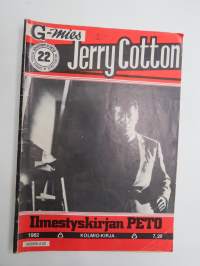 G-mies
Jerry Cotton
22
Ilmestyskirjan PETO
1982 KOLMIO-KIRJA 7,20